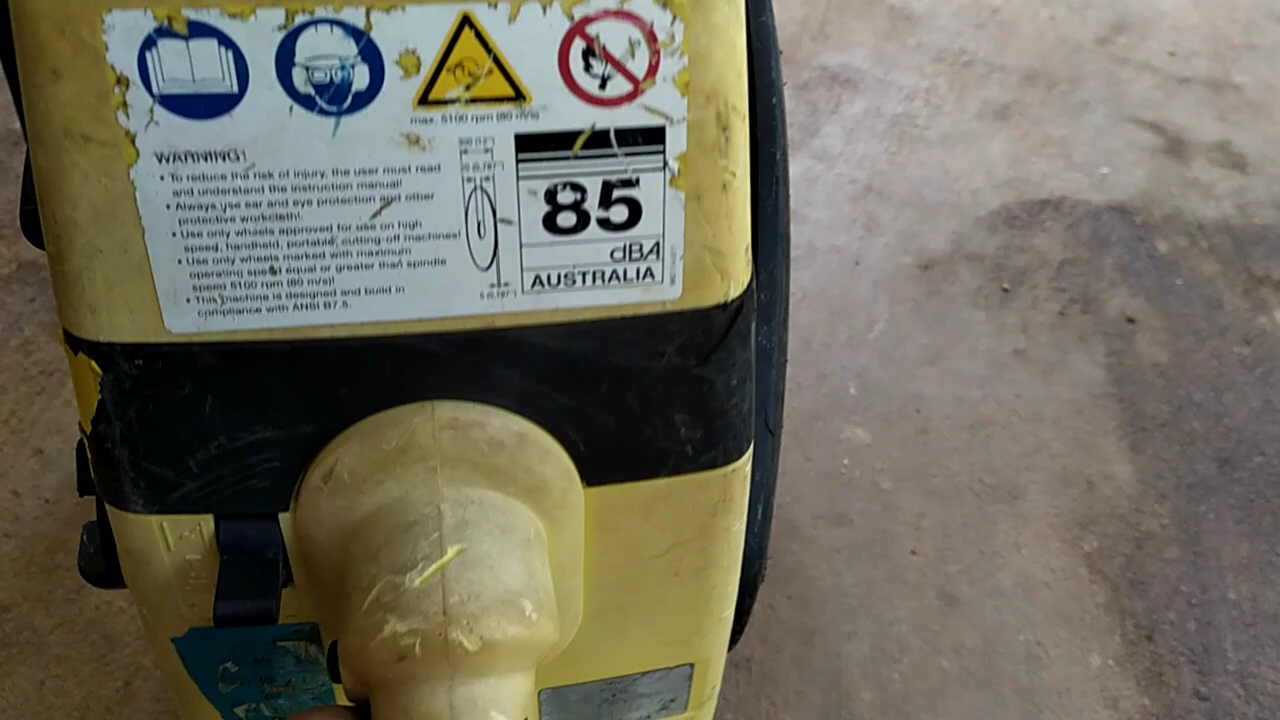 max. 5100 rpm (80 m/s)
WARNING!
• To reduce the risk of injury, the user must read
and understand the instruction manual!
• Always use ear and eye protection and other
protective workcloth!
• Use only wheels approved for use on high
speed, handheld, portable, cutting-off machines!
• Use only wheels marked with maximum
operating speed equal or greater than spindle
speed 5100 rpm (80 m/s)!
• This machine is designed and build in
compliance with ANSI B7.5.
85
dBA
AUSTRALIA